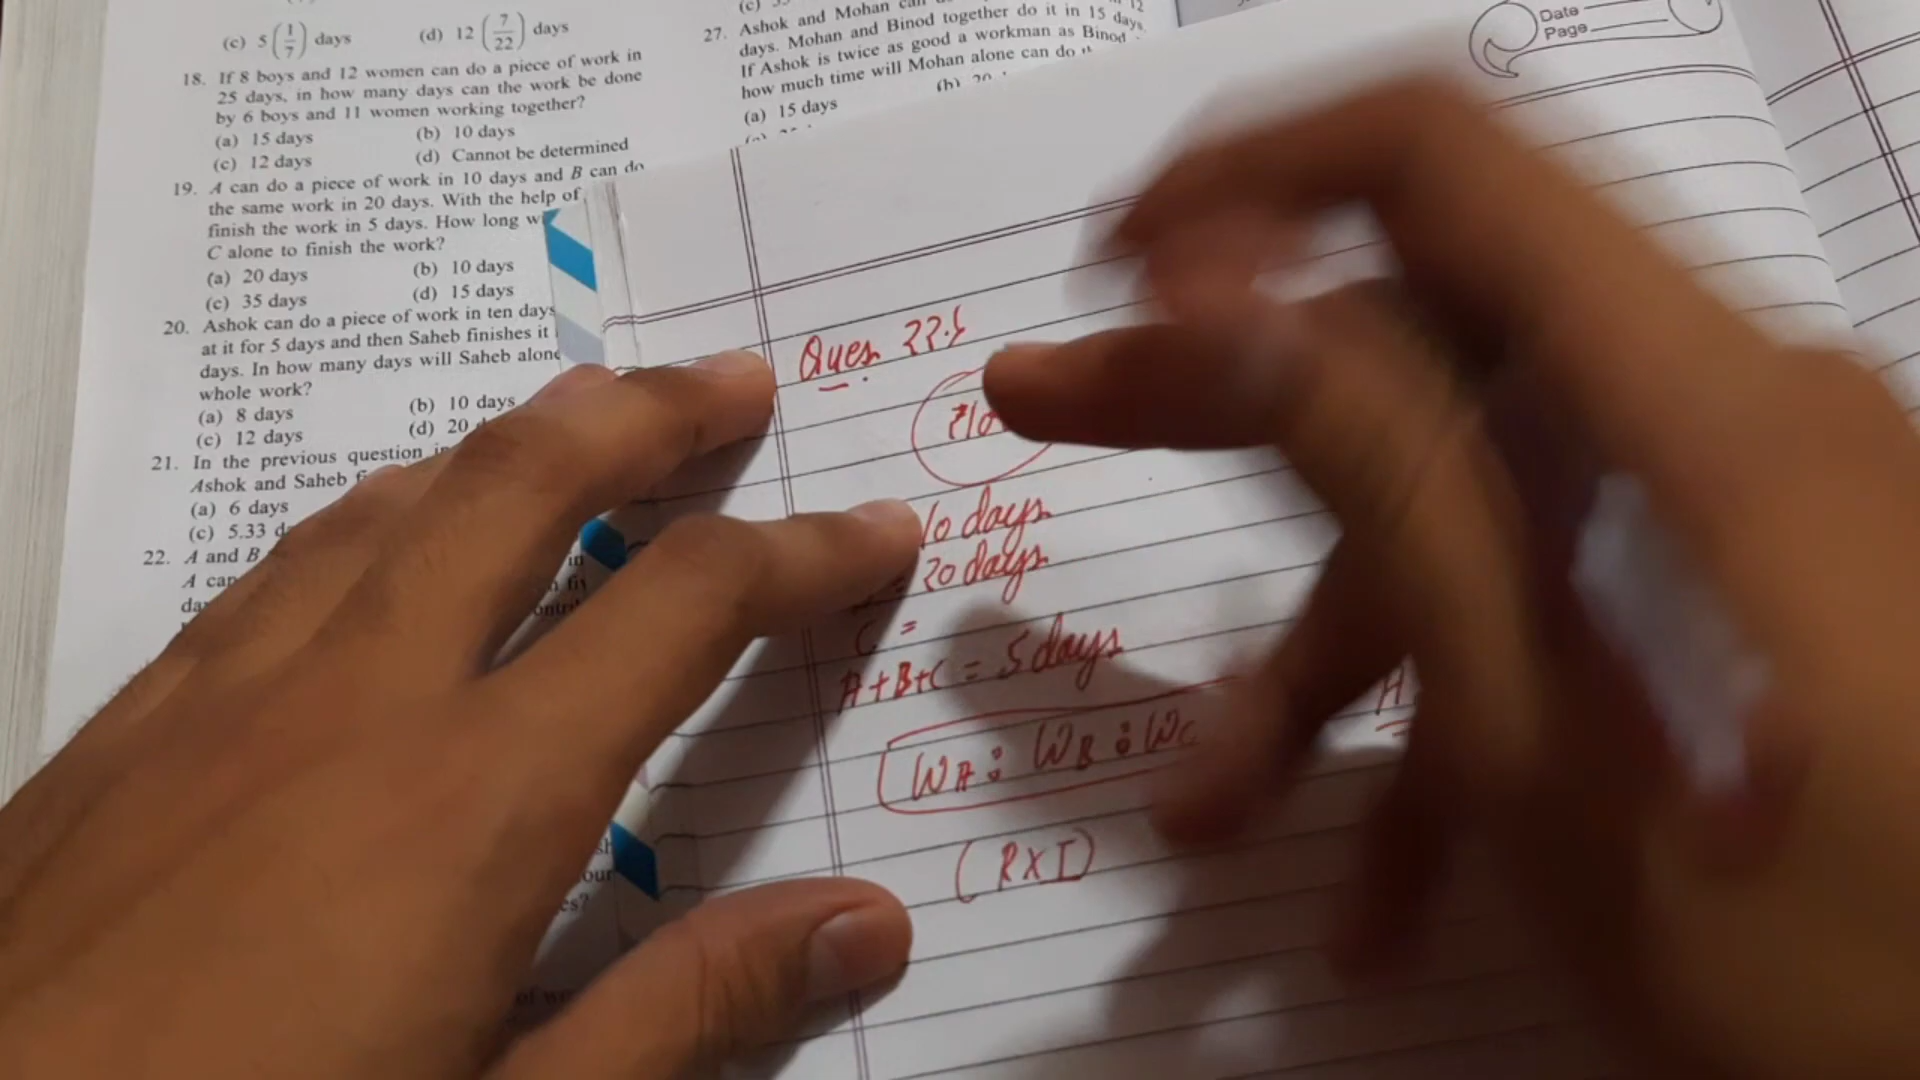 (c) 5 (1/7) days
(d) 12 (7/22) days
18. If 8 boys and 12 women can do a piece of work in
25 days, in how many days can the work be done
by 6 boys and 11 women working together?
(a) 15 days
(b) 10 days
(c) 12 days
(d) Cannot be determined
19. A can do a piece of work in 10 days and B can do
the same work in 20 days. With the help of
finish the work in 5 days. How long
C alone to finish the work?
(a) 20 days
(b) 10 days
(c) 35 days
(d) 15 days
20. Ashok can do a piece of work in ten days
at it for 5 days and then Saheb finishes it
days. In how many days will Saheb alone
whole work?
(a) 8 days
(b) 10 days
(c) 12 days
(d) 20
21. In the previous question
Ashok and Saheb
(a) 6 days
(c) 5.33
22. A and B
A can
(c)
27. Ashok and Mohan can
days. Mohan and Binod together do it in 15 days.
If Ashok is twice as good a workman as Binod
how much time will Mohan alone can do
(a) 15 days
(b) 20
Date
Page
Ques. 22.
10 days
20 days
C =
A+B+C = 5 days
WA : WB : WC
(RXI)
A